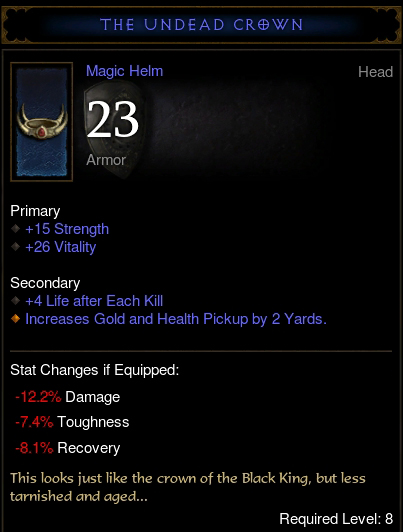 THE UNDEAD CROWN
Magic Helm
Head
23
Armor
Primary
+15 Strength
+26 Vitality
Secondary
+4 Life after Each Kill
Increases Gold and Health Pickup by 2 Yards.
Stat Changes if Equipped:
-12.2% Damage
-7.4% Toughness
-8.1% Recovery
This looks just like the crown of the Black King, but less
tarnished and aged...
Required Level: 8